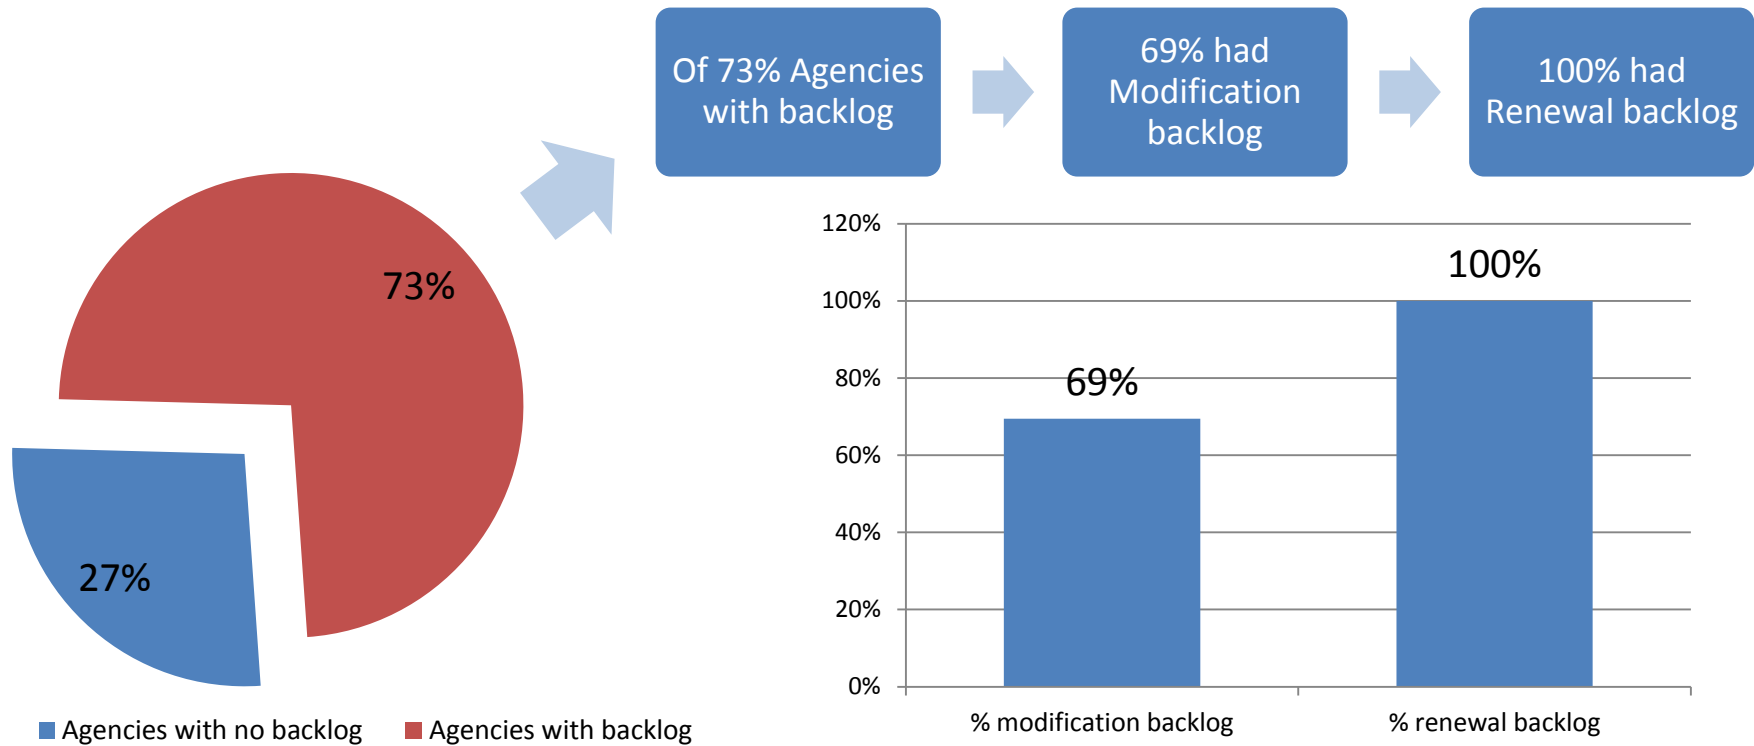 Of 73% Agencies
with backlog
69% had
Modification
backlog
100% had
Renewal backlog
73%
27%
Agencies with no backlog
Agencies with backlog
120%
100%
80%
60%
40%
20%
0%
69%
100%
% modification backlog
% renewal backlog